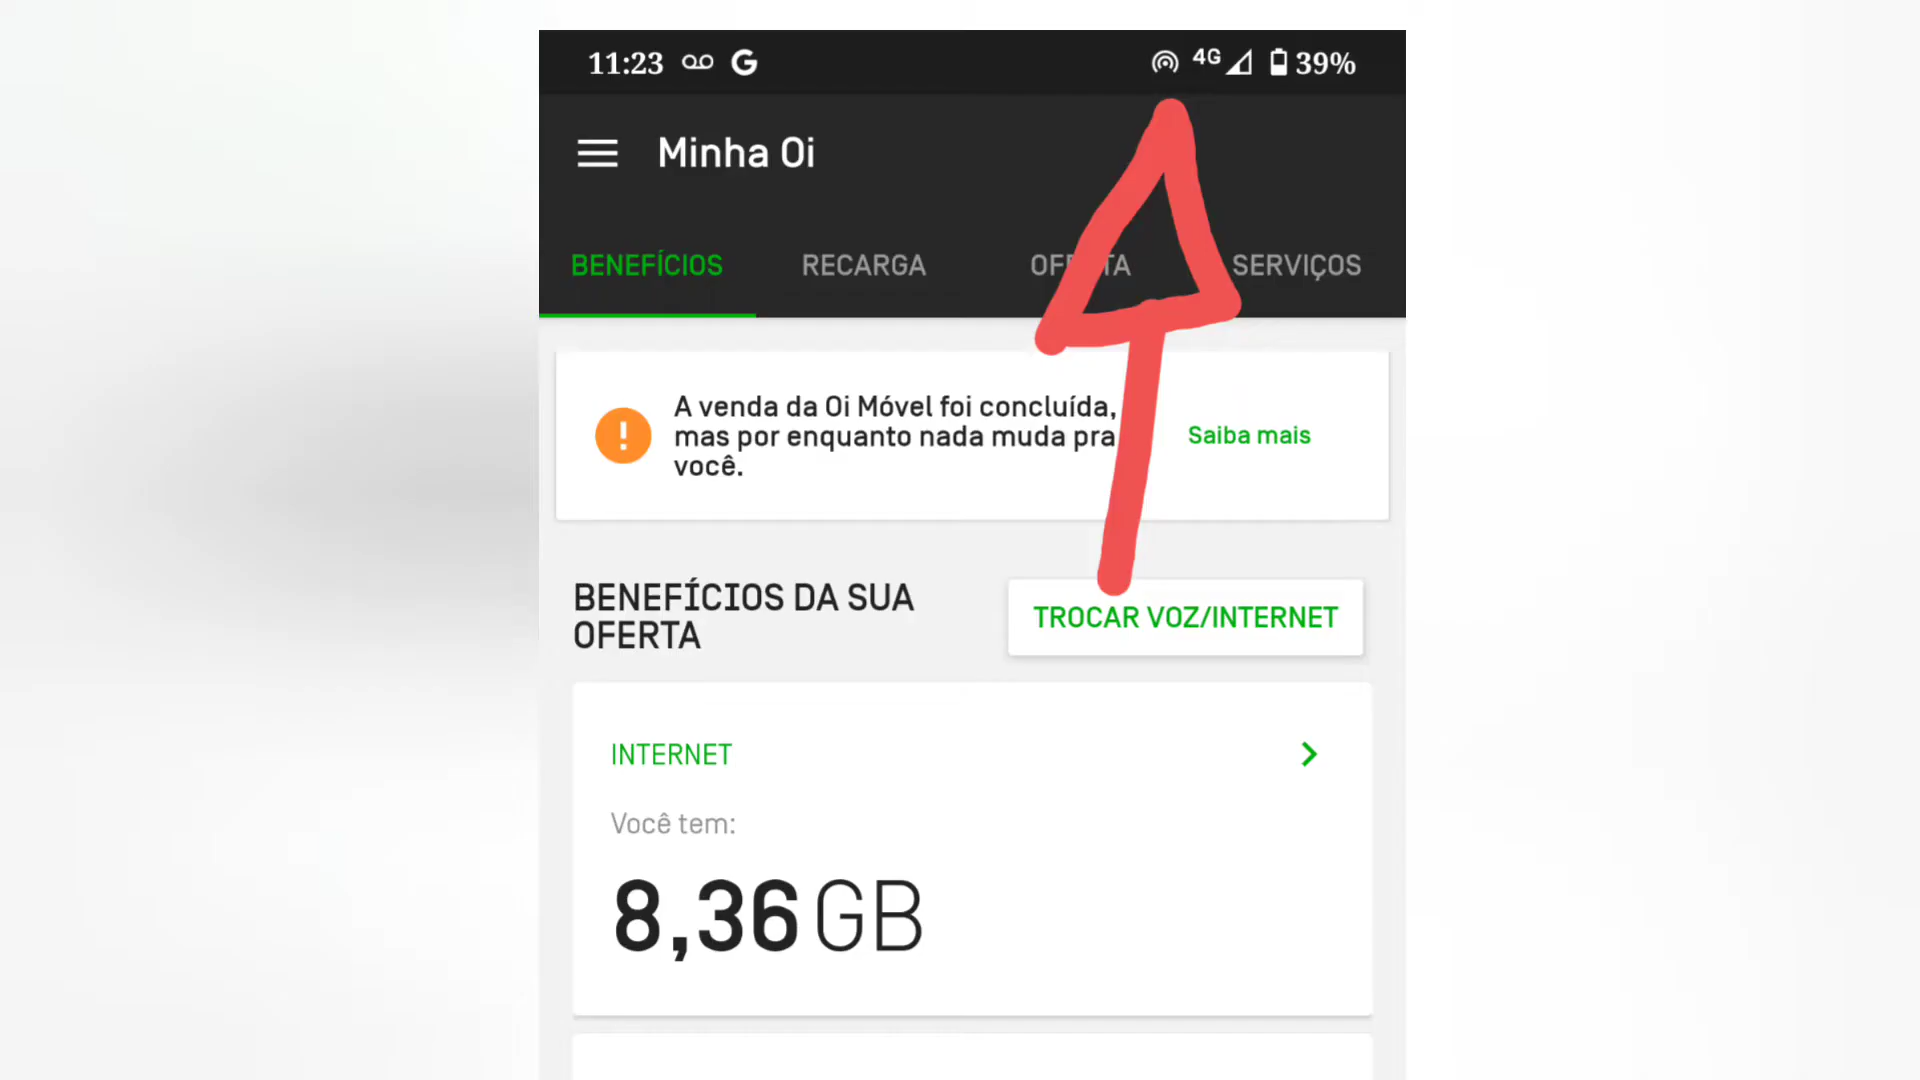 11:23 4G 39%
Minha Oi
BENEFÍCIOS RECARGA OFERTA SERVIÇOS
A venda da Oi Móvel foi concluída,
mas por enquanto nada muda pra
você.
Saiba mais
BENEFÍCIOS DA SUA
OFERTA
TROCAR VOZ/INTERNET
INTERNET
Você tem:
8,36 GB